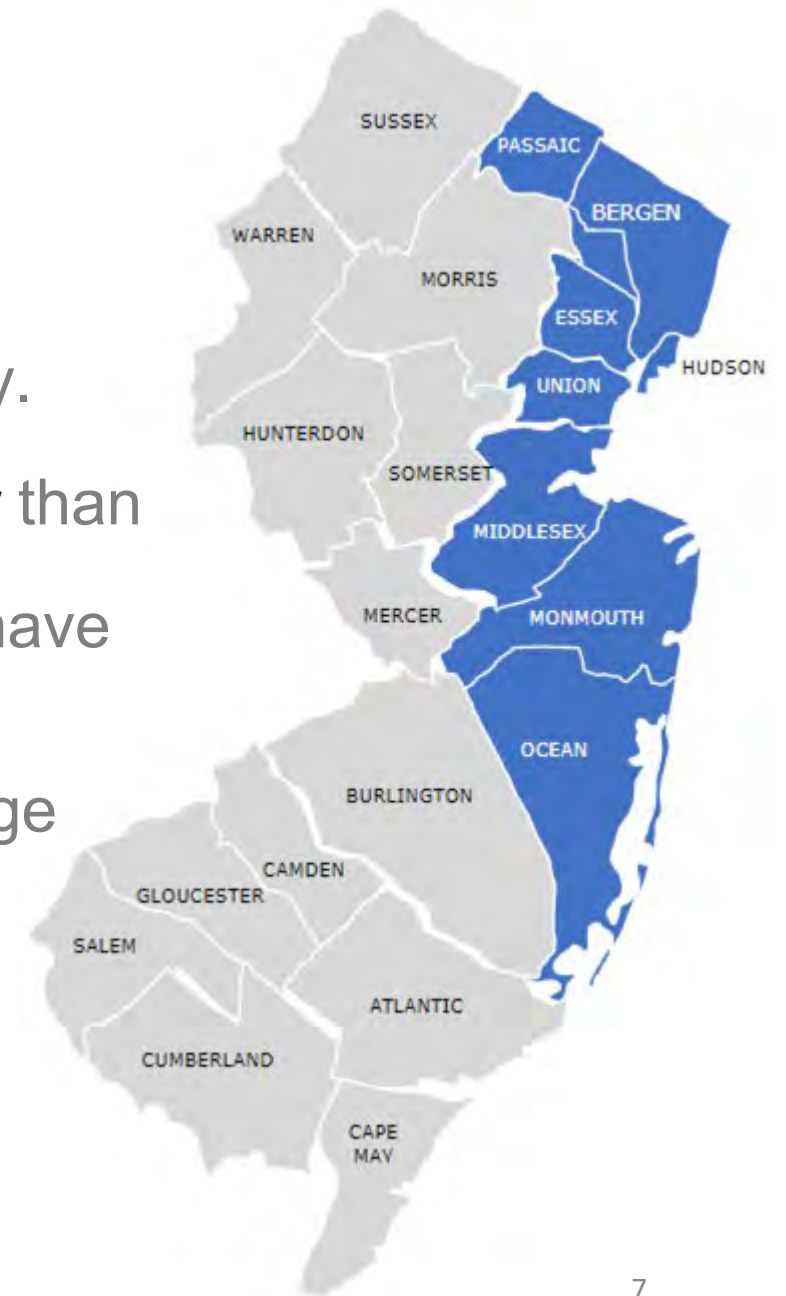 SUSSEX
PASSAIC
BERGEN
WARREN
MORRIS
ESSEX
HUDSON
UNION
y.
HUNTERDON
SOMERSET
than
MIDDLESEX
have
MERCER
MONMOUTH
OCEAN
BURLINGTON
ge
CAMDEN
GLOUCESTER
SALEM
ATLANTIC
CUMBERLAND
CAPE
MAY
7